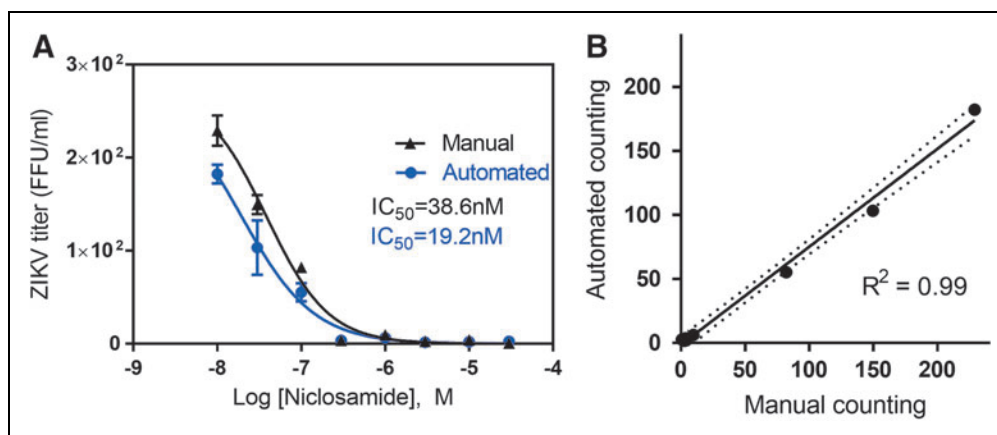 A
3×10²
2×10²
1×10²
0
ZIKV titer (FFU/ml)
-9 -8 -7 -6 -5 -4
Log [Niclosamide], M
Manual
Automated
IC₅₀=38.6nM
IC₅₀=19.2nM
B
200
150
100
50
0
Automated counting
0 50 100 150 200
Manual counting
R² = 0.99